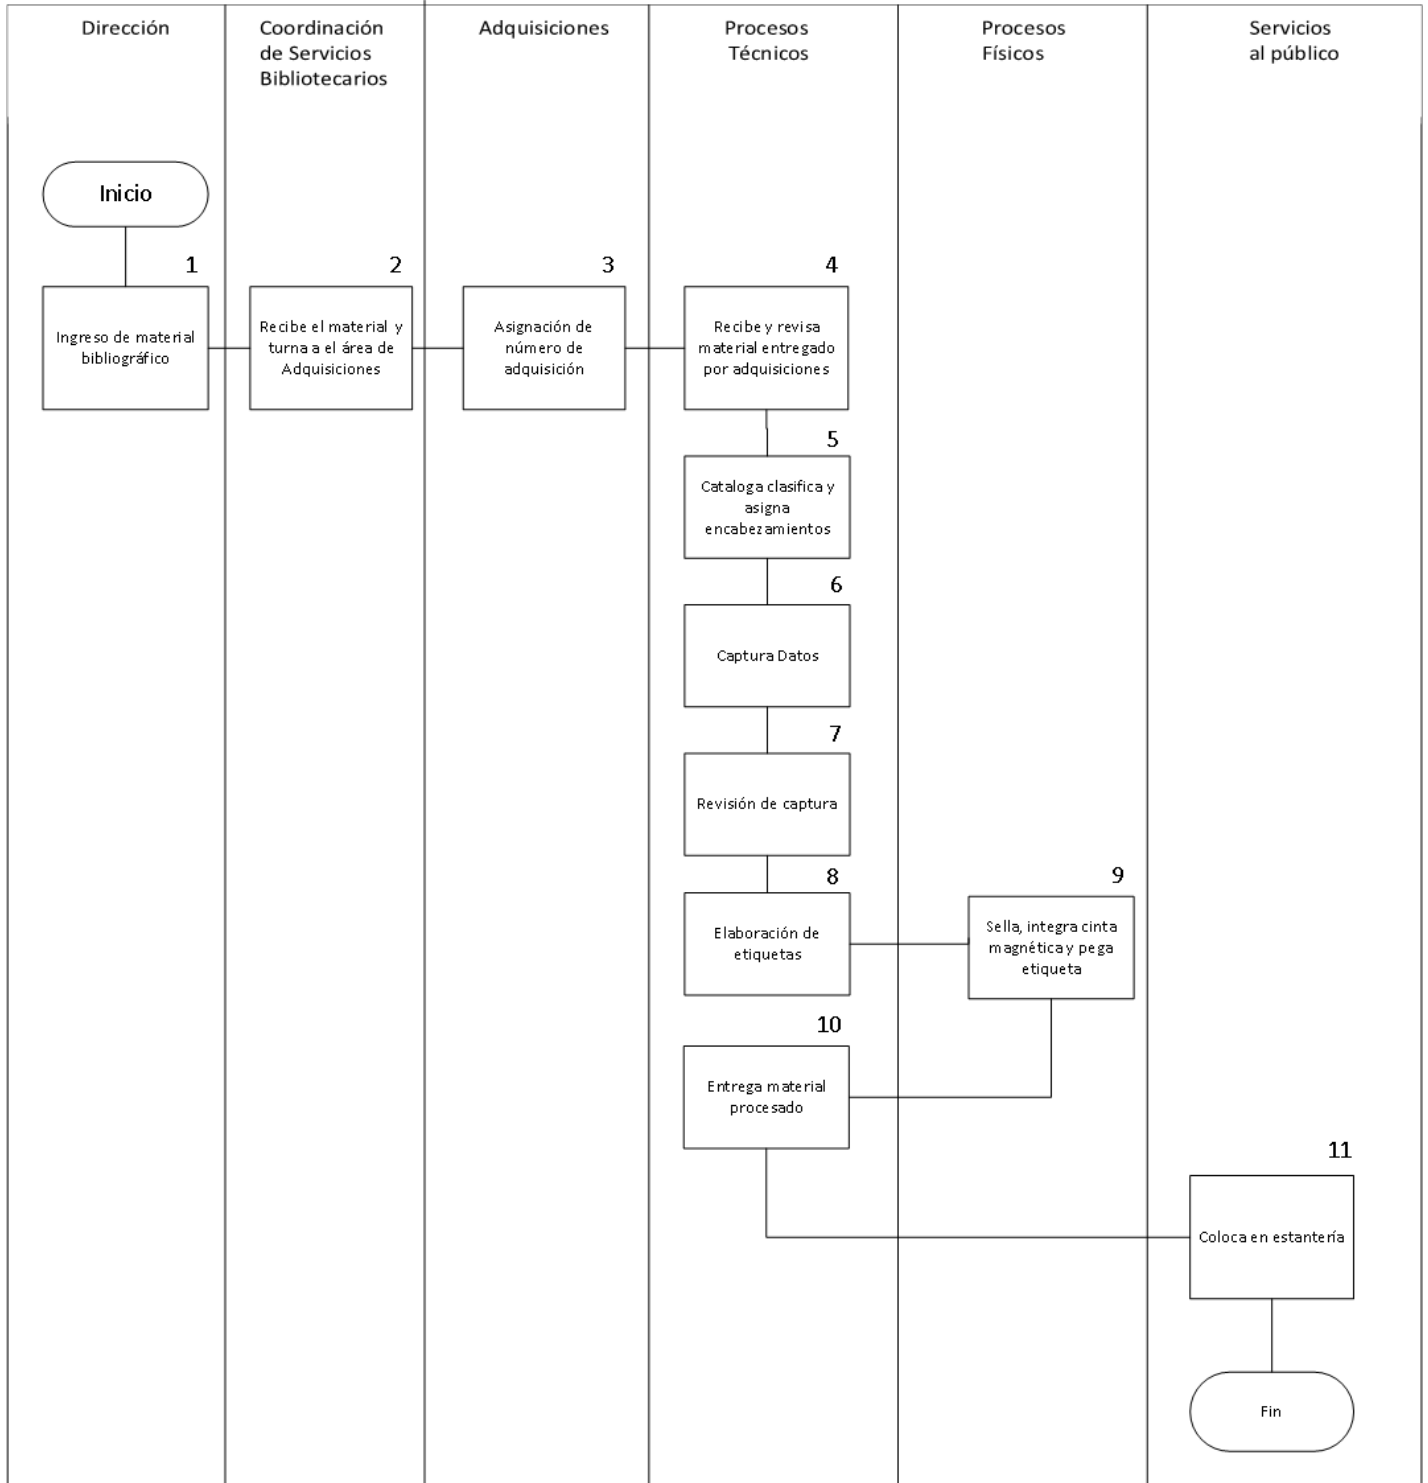 Dirección
Coordinación
de Servicios
Bibliotecarios
Adquisiciones
Procesos
Técnicos
Procesos
Físicos
Servicios
al público
Inicio
1
Ingreso de material
bibliográfico
2
Recibe el material y
turna a el área de
Adquisiciones
3
Asignación de
número de
adquisición
4
Recibe y revisa
material entregado
por adquisiciones
5
Cataloga clasifica y
asigna
encabezamientos
6
Captura Datos
7
Revisión de captura
8
Elaboración de
etiquetas
9
Sella, integra cinta
magnética y pega
etiqueta
10
Entrega material
procesado
11
Coloca en estantería
Fin